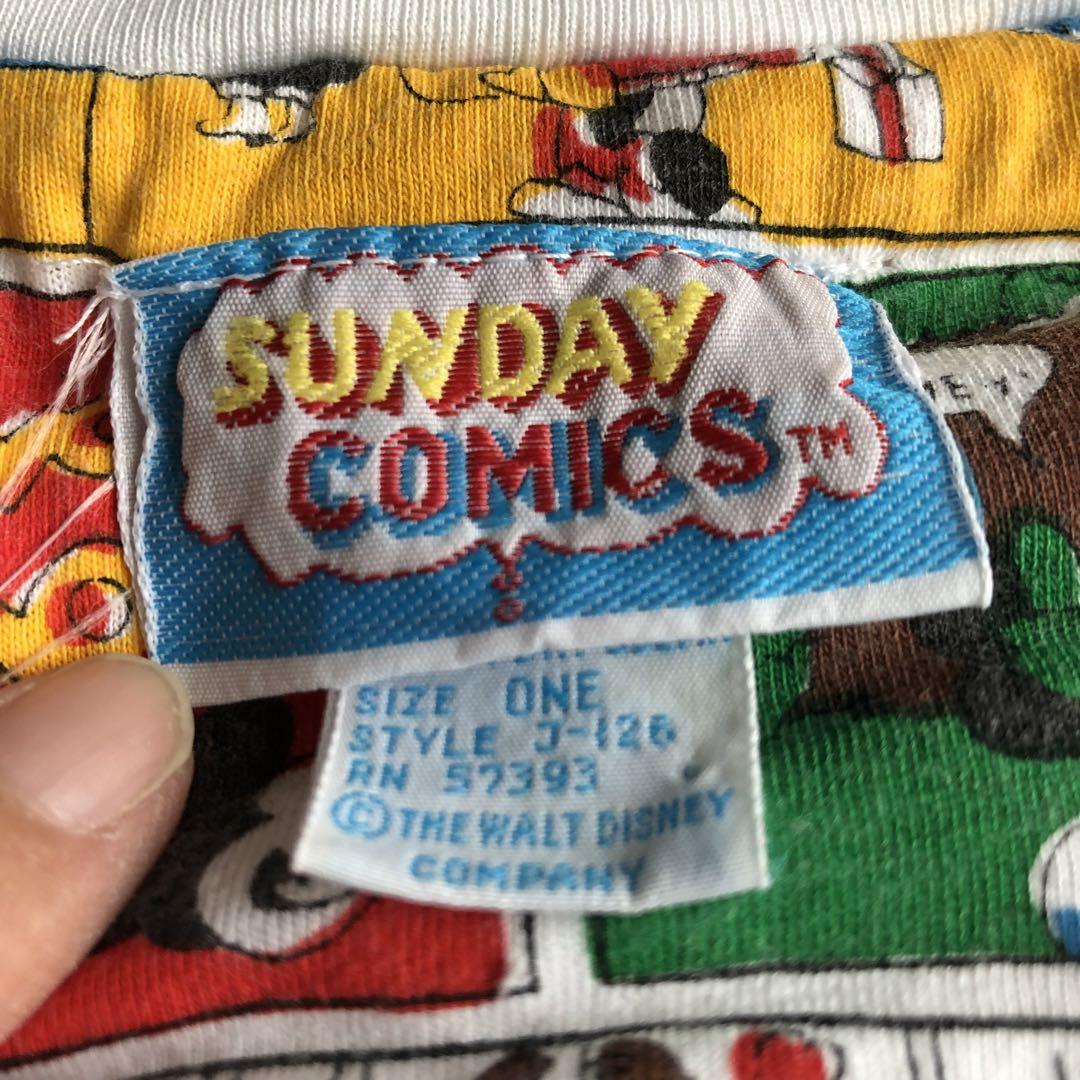 SUNDAY
COMICS™
SIZE ONE
STYLE J-126
RN 57393
© THE WALT DISNEY
COMPANY